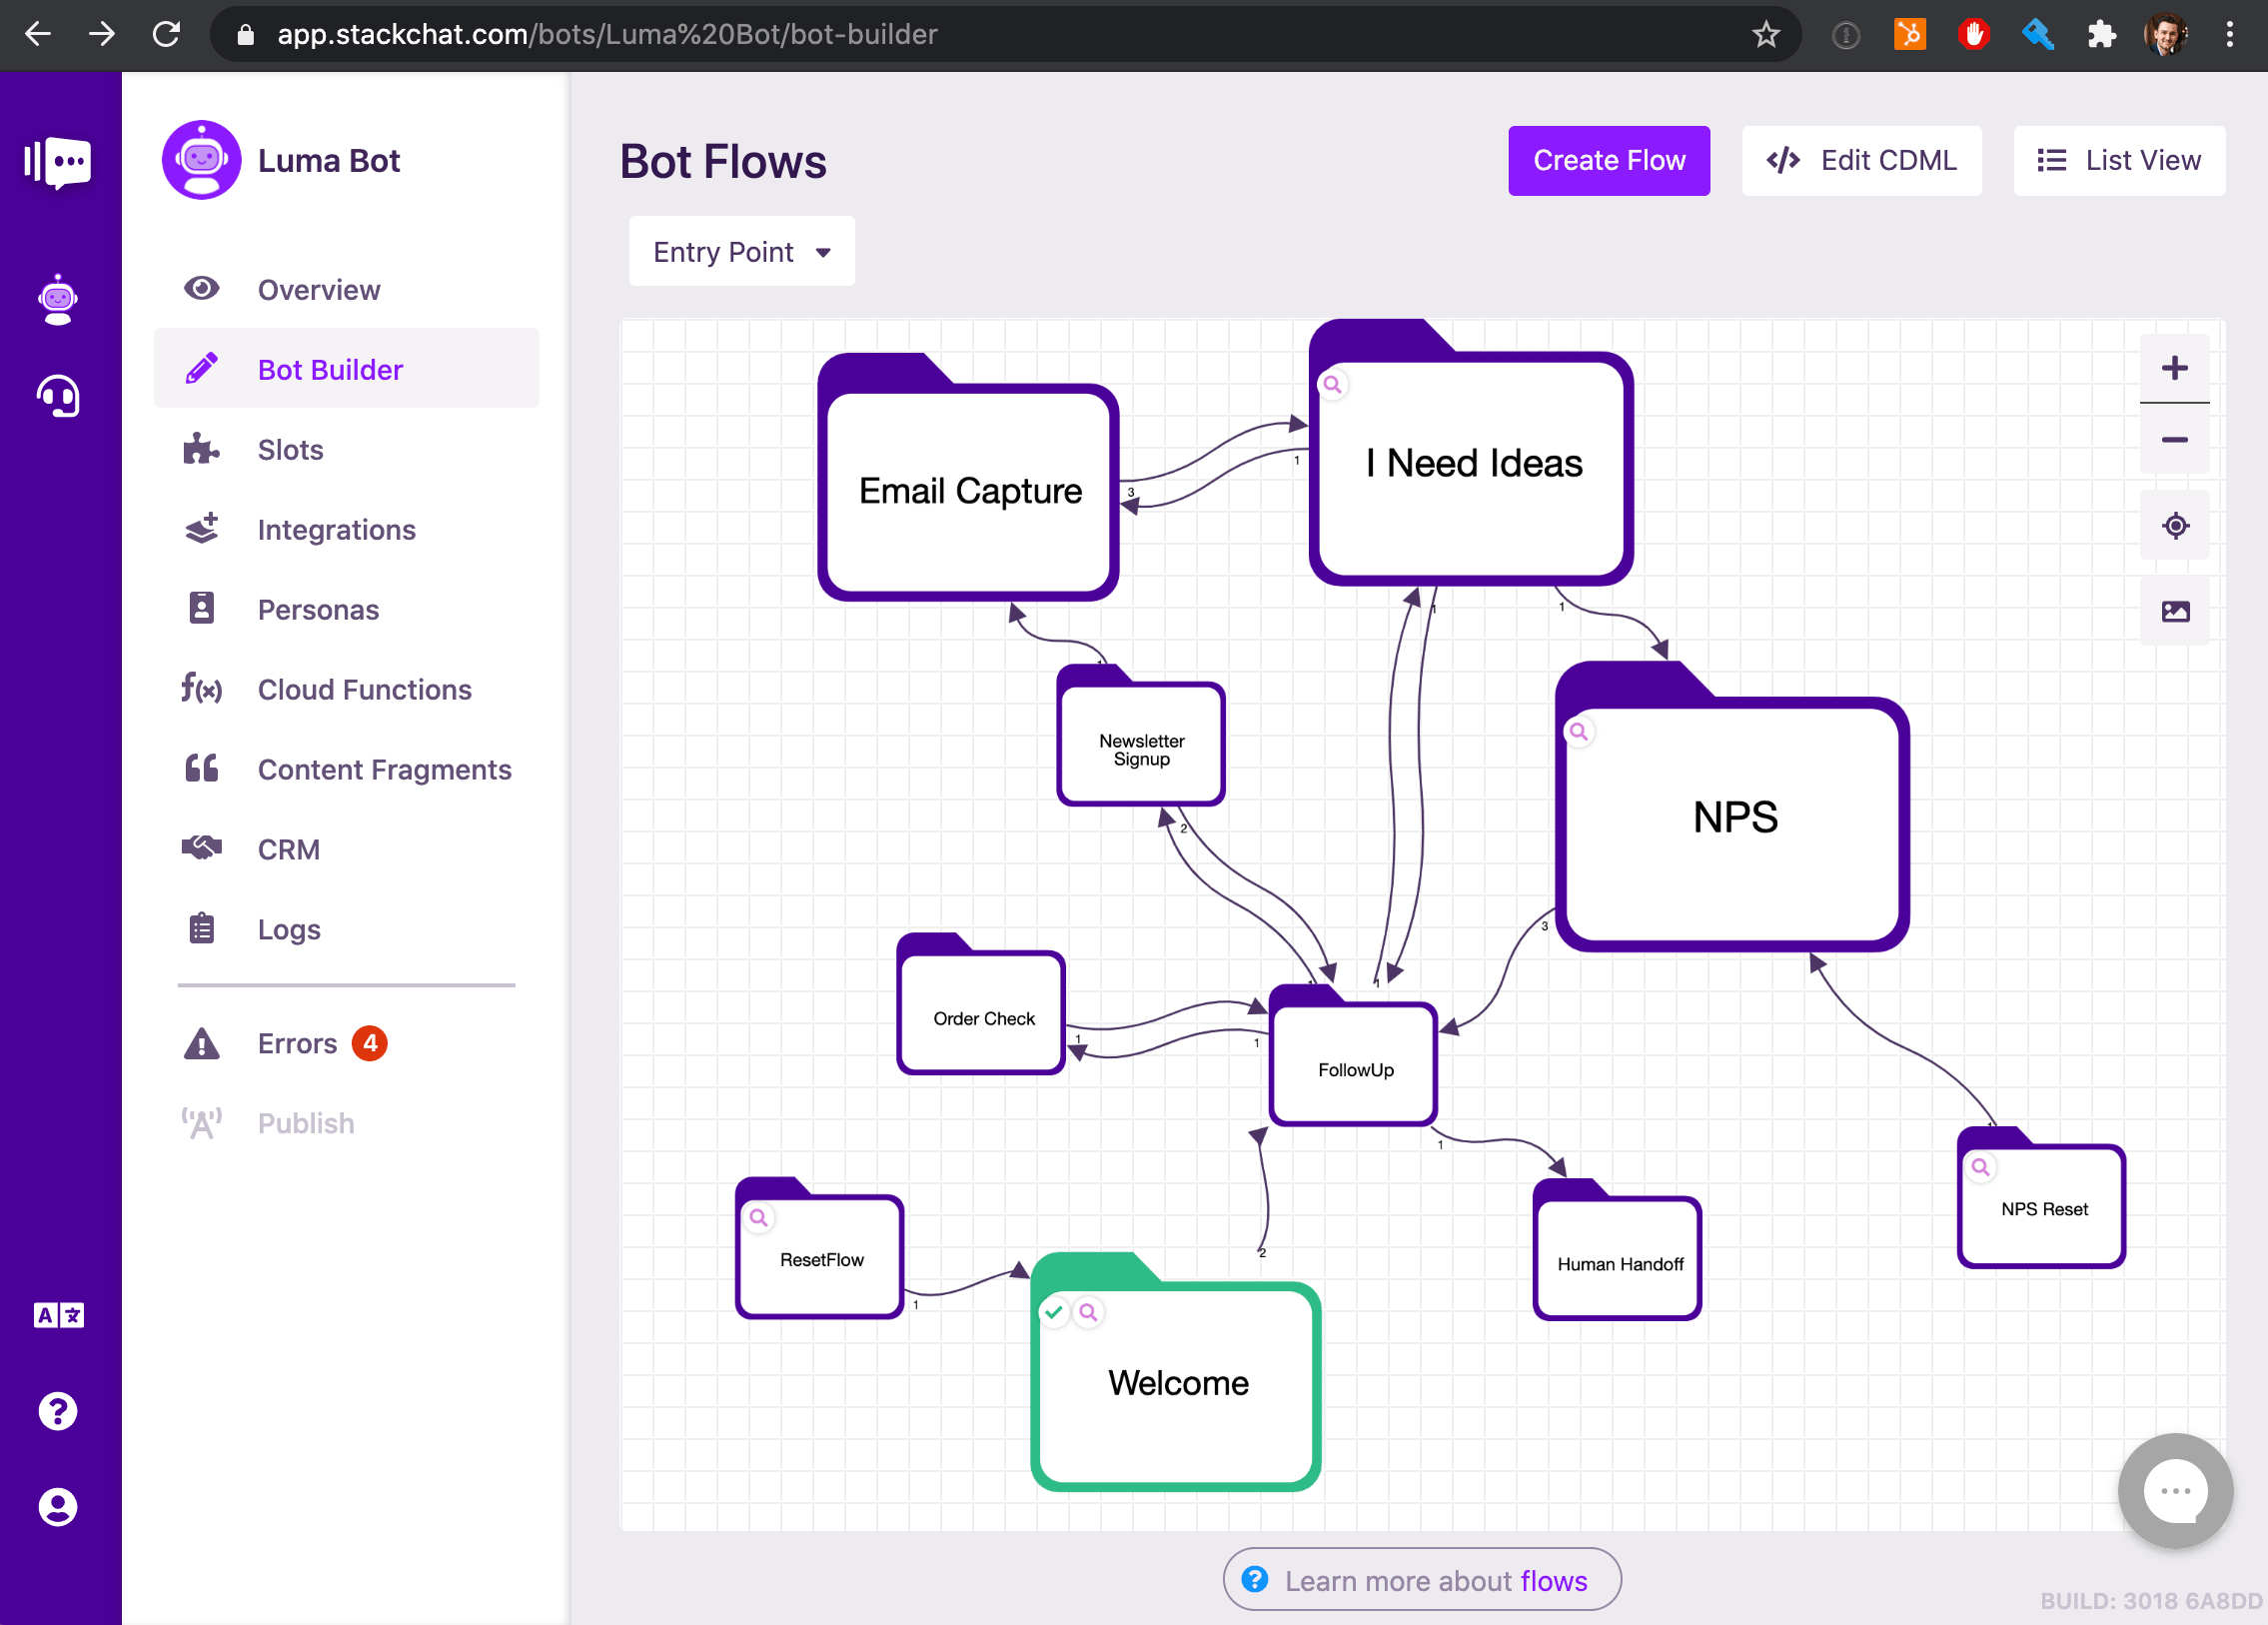 app.stackchat.com/bots/Luma%20Bot/bot-builder
Luma Bot
Overview
Bot Builder
Slots
Integrations
Personas
Cloud Functions
Content Fragments
CRM
Logs
Errors 4
Publish
Bot Flows
Create Flow
</> Edit CDML
List View
Entry Point
Email Capture
I Need Ideas
1
3
1
1
1
Newsletter
Signup
NPS
2
3
1
1
Order Check
1
1
FollowUp
1
1
NPS Reset
ResetFlow
1
2
Human Handoff
Welcome
Learn more about flows
BUILD: 3018 6A8DD